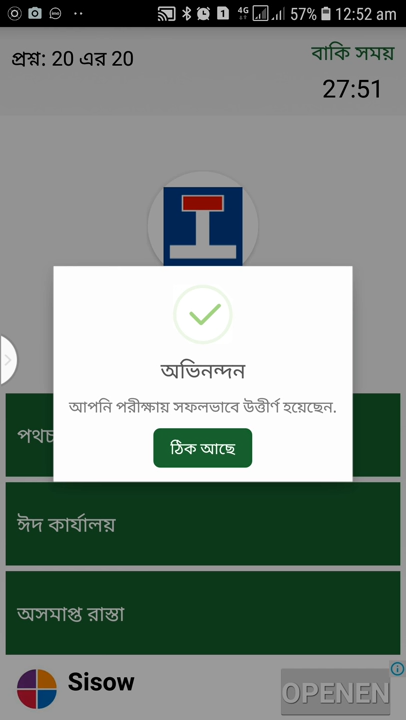 4G 57% 12:52 am
প্রশ্ন: 20 এর 20
বাকি সময়
27:51
অভিনন্দন
আপনি পরীক্ষায় সফলভাবে উত্তীর্ণ হয়েছেন.
ঠিক আছে
ঈদ কার্যালয়
অসমাপ্ত রাস্তা
Sisow
OPENEN